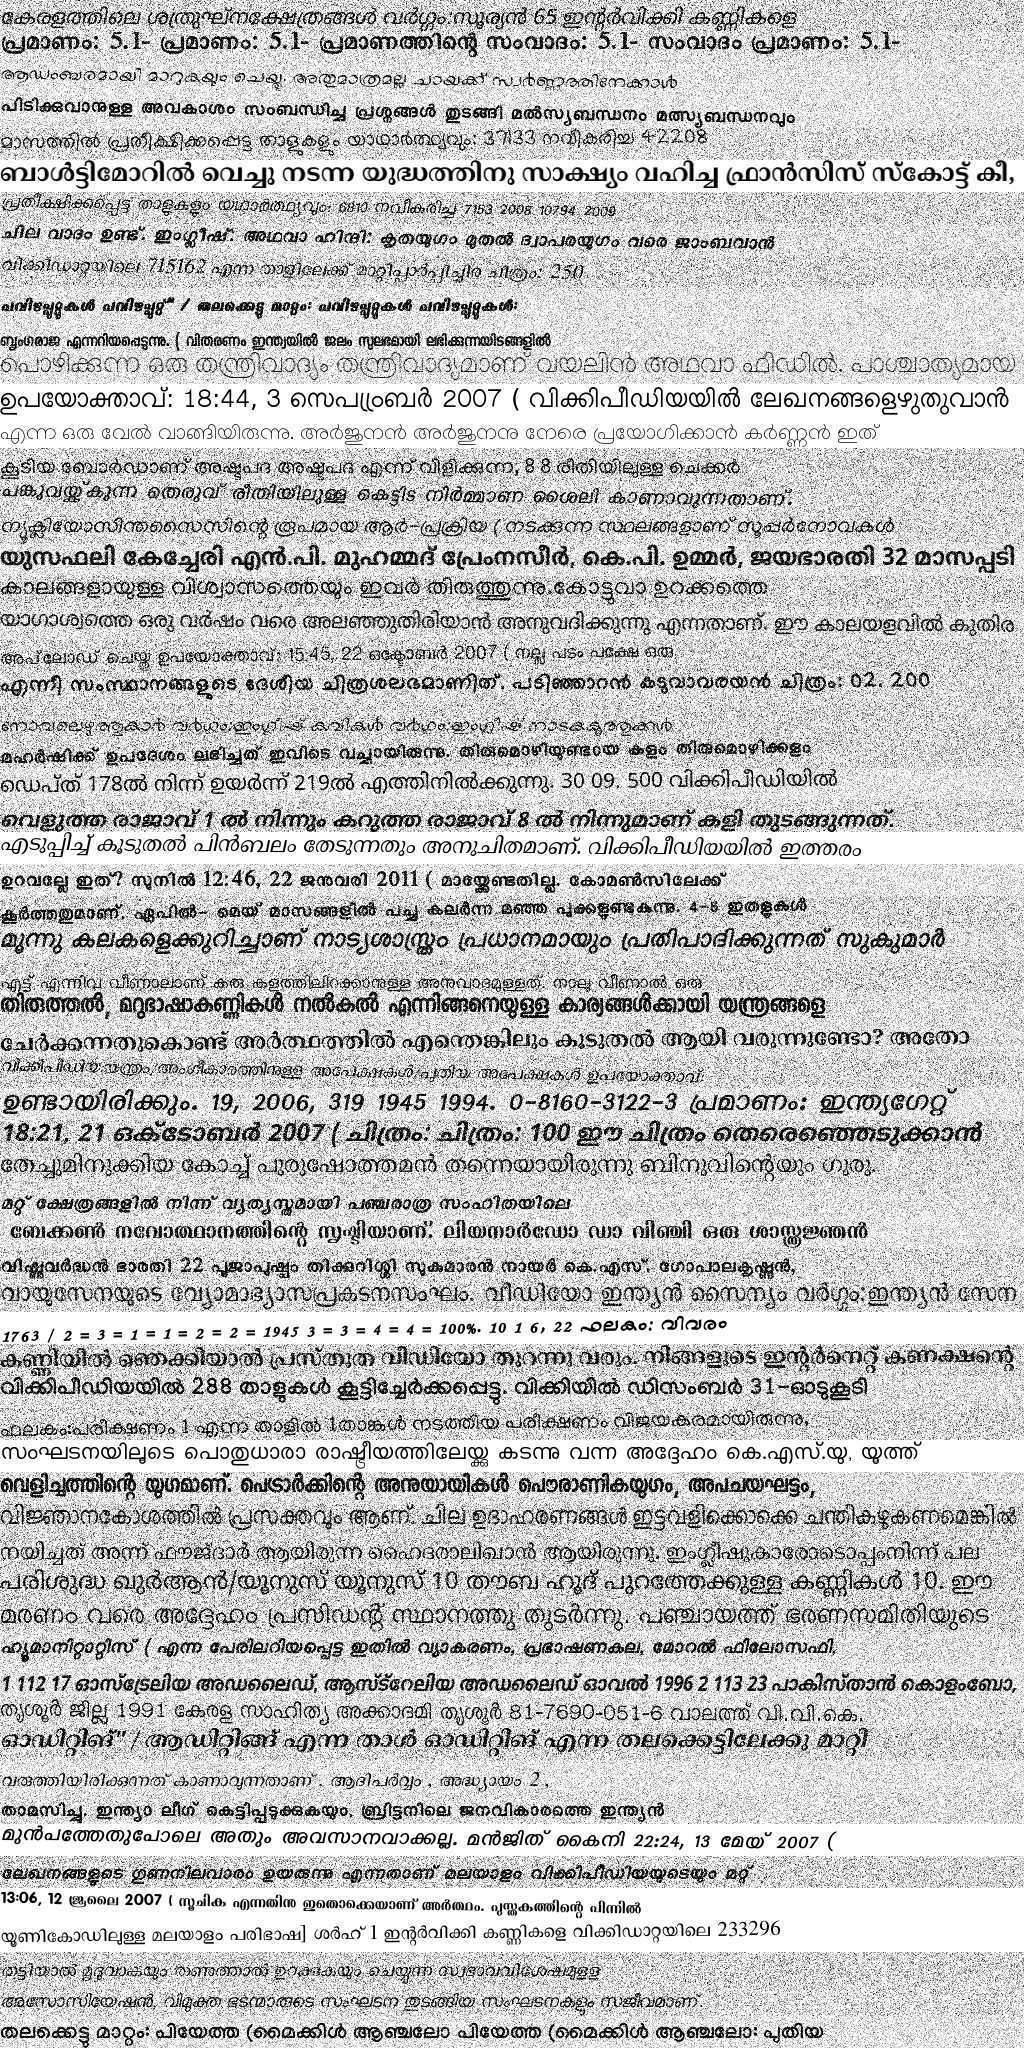 കേരളത്തിലെ ശത്രുഘ്നക്ഷേത്രങ്ങൾ വർഗ്ഗം:സൂര്യൻ 65 ഇന്റർവിക്കി കണ്ണികളെ
പ്രമാണം: 5.1- പ്രമാണം: 5.1- പ്രമാണത്തിന്റെ സംവാദം: 5.1- സംവാദം പ്രമാണം: 5.1-
ആഡംബരമായി മാറുകയും ചെയ്തു. അതുമാത്രമല്ല ചായക്ക് സ്വർണ്ണത്തിനേക്കാൾ
പിടിക്കുവാനുള്ള അവകാശം സംബന്ധിച്ച പ്രശ്നങ്ങൾ തുടങ്ങി മൽസ്യബന്ധനം മത്സ്യബന്ധനവും
മാസത്തിൽ പ്രതീക്ഷിക്കപ്പെട്ട താളുകളും യാഥാർത്ഥ്യവും: 37133 നവീകരിച്ച 42208
ബാൾട്ടിമോറിൽ വെച്ചു നടന്ന യുദ്ധത്തിനു സാക്ഷ്യം വഹിച്ച ഫ്രാൻസിസ് സ്കോട്ട് കീ,
പ്രതീക്ഷിക്കപ്പെട്ട താളുകളും യഥാർത്ഥ്യവും: 6810 നവീകരിച്ച 7153 2008 10794 2009
ചില വാദം ഉണ്ട്. ഇംഗ്ലീഷ്: അഥവാ ഹിന്ദി: കൃതയുഗം മുതൽ ദ്വാപരയുഗം വരെ ജാംബവാൻ
വിക്കിഡാറ്റയിലെ 715162 എന്ന താളിലേക്ക് മാറ്റിപ്പാർപ്പിച്ചിര ചിത്രം: 250
പവിഴപ്പുറ്റുകൾ പവിഴപ്പുറ്റ്" / തലക്കെട്ടു മാറ്റം: പവിഴപ്പുറ്റുകൾ പവിഴപ്പുറ്റുകൾ:
ബൃംഗരാജ എന്നറിയപ്പെടുന്നു. ( വിതരണം ഇന്ത്യയിൽ ജലം സുലഭമായി ലഭിക്കുന്നയിടങ്ങളിൽ
പൊഴിക്കുന്ന ഒരു തന്ത്രിവാദ്യം തന്ത്രിവാദ്യമാണ് വയലിൻ അഥവാ ഫിഡിൽ. പാശ്ചാത്യമായ
ഉപയോക്താവ്: 18:44, 3 സെപ്റ്റംബർ 2007 ( വിക്കിപീഡിയയിൽ ലേഖനങ്ങളെഴുതുവാൻ
എന്ന ഒരു വേൽ വാങ്ങിയിരുന്നു. അർജുനൻ അർജുനനു നേരെ പ്രയോഗിക്കാൻ കർണ്ണൻ ഇത്
കൂടിയ ബോർഡാണ് അഷ്ടപദ അഷ്ടപദ എന്ന് വിളിക്കുന്ന, 8 8 രീതിയിലുള്ള ചെക്കർ
ചങ്കുവയ്ക്കുന്ന തെരുവ് രീതിയിലുള്ള കെട്ടിട നിർമ്മാണ ശൈലി കാണാവുന്നതാണ്.
ന്യൂക്ലിയോസിന്തസൈസിന്റെ രൂപമായ ആർ-പ്രക്രിയ ( നടക്കുന്ന സ്ഥലങ്ങളാണ് സൂപ്പർനോവകൾ.
യുസഫലി കേച്ചേരി എൻ.പി. മുഹമ്മദ് പ്രേംനസീർ, കെ.പി. ഉമ്മർ, ജയഭാരതി 32 മാസപ്പടി
കാലങ്ങളായുള്ള വിശ്വാസത്തെയും ഇവർ തിരുത്തുന്നു.കോട്ടുവാ ഉറക്കത്തെ
യാഗാശ്വത്തെ ഒരു വർഷം വരെ അലഞ്ഞുതിരിയാൻ അനുവദിക്കുന്നു എന്നതാണ്. ഈ കാലയളവിൽ കുതിര
അപ്‌ലോഡ് ചെയ്തു ഉപയോക്താവ്: 15:45, 22 ഒക്ടോബർ 2007 ( നല്ല പടം പക്ഷേ ഒരു
എന്നീ സംസ്ഥാനങ്ങളുടെ ദേശീയ ചിത്രശലഭമാണിത്. പടിഞ്ഞാറൻ കടുവാവരയൻ ചിത്രം: 02. 200
നോവലെഴുത്തുകാർ വർഗം:ഇംഗ്ലീഷ് കവികൾ വർഗം:ഇംഗ്ലീഷ് നാടകകൃത്തുക്കൾ
മഹർഷിക്ക് ഉപദേശം ലഭിച്ചത് ഇവിടെ വച്ചായിരുന്നു. തിരുമൊഴിയുണ്ടായ കുളം തിരുമൊഴിക്കുളം
ഡെപ്ത് 178ൽ നിന്ന് ഉയർന്ന് 219ൽ എത്തിനിൽക്കുന്നു. 30 09. 500 വിക്കിപീഡിയിൽ
വെളുത്ത രാജാവ് 1 ൽ നിന്നും കറുത്ത രാജാവ് 8 ൽ നിന്നുമാണ് കളി തുടങ്ങുന്നത്.
എടുപ്പിച്ച് കൂടുതൽ പിൻബലം തേടുന്നതും അനുചിതമാണ്. വിക്കിപീഡിയയിൽ ഇത്തരം
ഉറവല്ലേ ഇത്? സുനിൽ 12:46, 22 ജനുവരി 2011 ( മായ്ക്കേണ്ടതില്ല. കോമൺസിലേക്ക്
കൂർത്തതുമാണ്. ഏപ്രിൽ- മെയ് മാസങ്ങളിൽ പച്ച കലർന്ന മഞ്ഞ പൂക്കളുണ്ടകുന്നു. 4-8 ഇതളുകൾ
മൂന്നു കലകളെക്കുറിച്ചാണ് നാട്യശാസ്ത്രം പ്രധാനമായും പ്രതിപാദിക്കുന്നത് സുകുമാർ
എട്ട് എന്നിവ വീണാലാണ് കരു കളത്തിലിറക്കാനുള്ള അനുവാദമുള്ളത്. നാലു വീണാൽ ഒരു
തിരുത്തൽ, മറുഭാഷാകണ്ണികൾ നൽകൽ എന്നിങ്ങനെയുള്ള കാര്യങ്ങൾക്കായി യന്ത്രങ്ങളെ
ചേർക്കുന്നതുകൊണ്ട് അർത്ഥത്തിൽ എന്തെങ്കിലും കൂടുതൽ ആയി വരുന്നുണ്ടോ? അതോ
വിക്കിപീഡിയ:യന്ത്രം/അംഗീകാരത്തിനുള്ള അപേക്ഷകൾ/പുതിയ അപേക്ഷകൾ ഉപയോക്താവ്:
ഉണ്ടായിരിക്കും. 19, 2006, 319 1945 1994. 0-8160-3122-3 പ്രമാണം: ഇന്ത്യഗേറ്റ്
18:21, 21 ഒക്ടോബർ 2007 ( ചിത്രം: ചിത്രം: 100 ഈ ചിത്രം തെരെഞ്ഞെടുക്കാൻ
തേച്ചുമിനുക്കിയ കോച്ച് പുരുഷോത്തമൻ തന്നെയായിരുന്നു ബിനുവിന്റെയും ഗുരു.
മറ്റ് ക്ഷേത്രങ്ങളിൽ നിന്ന് വ്യത്യസ്തമായി പഞ്ചരാത്ര സംഹിതയിലെ
ബേക്കൺ നവോത്ഥാനത്തിന്റെ സൃഷ്ടിയാണ്. ലിയനാർഡോ ഡാ വിഞ്ചി ഒരു ശാസ്ത്രജ്ഞൻ
വിഷ്ണുവർദ്ധൻ ഭാരതി 22 പൂജാപുഷ്പം തിക്കുറിശ്ശി സുകുമാരൻ നായർ കെ.എസ്. ഗോപാലകൃഷ്ണൻ,
വായുസേനയുടെ വ്യോമാഭ്യാസപ്രകടനസംഘം. വീഡിയോ ഇന്ത്യൻ സൈന്യം വർഗ്ഗം:ഇന്ത്യൻ സേന
1763 / 2 = 3 = 1 = 1 = 2 = 2 = 1945 3 = 3 = 4 = 4 = 100%. 10 1 6, 22 ഫലകം: വിവരം
കണ്ണിയിൽ ഞെക്കിയാൽ പ്രസ്തുത വിഡിയോ തുറന്നു വരും. നിങ്ങളുടെ ഇന്റർനെറ്റ് കണക്ഷന്റെ
വിക്കിപീഡിയയിൽ 288 താളുകൾ കൂട്ടിച്ചേർക്കപ്പെട്ടു. വിക്കിയിൽ ഡിസംബർ 31-ഓടുകൂടി
ഫലകം:പരീക്ഷണം 1 എന്ന താളിൽ 1താങ്കൾ നടത്തിയ പരീക്ഷണം വിജയകരമായിരുന്നു,
സംഘടനയിലൂടെ പൊതുധാരാ രാഷ്ട്രീയത്തിലേയ്ക്കു കടന്നു വന്ന അദ്ദേഹം കെ.എസ്.യു, യൂത്ത്
വെളിച്ചത്തിന്റെ യുഗമാണ്. പെട്രാർക്കിന്റെ അനുയായികൾ പൌരാണികയുഗം, അപചയഘട്ടം,
വിജ്ഞാനകോശത്തിൽ പ്രസക്തവും ആണ്. ചില ഉദാഹരണങ്ങൾ ഇട്ടവളിക്കൊക്കെ ചന്തികഴുകണമെങ്കിൽ
നയിച്ചത് അന്ന് ഫൗജ്ദാർ ആയിരുന്ന ഹൈദരാലിഖാൻ ആയിരുന്നു. ഇംഗ്ലീഷുകാരോടൊപ്പംനിന്ന് പല
പരിശുദ്ധ ഖുർആൻ/യൂനുസ് യൂനുസ് 10 തൗബ ഹൂദ് പുറത്തേക്കുള്ള കണ്ണികൾ 10. ഈ
മരണം വരെ അദ്ദേഹം പ്രസിഡന്റ് സ്ഥാനത്തു തുടർന്നു. പഞ്ചായത്ത് ഭരണസമിതിയുടെ
ഹ്യൂമാനിറ്റാറ്റിസ് ( എന്ന പേരിലറിയപ്പെട്ട ഇതിൽ വ്യാകരണം, പ്രഭാഷണകല, മോറൽ ഫിലോസഫി,
1 112 17 ഓസ്ട്രേലിയ അഡലൈഡ്, ആസ്ട്റേലിയ അഡലൈഡ് ഓവൽ 1996 2 113 23 പാകിസ്താൻ കൊളംബോ,
തൃശൂർ ജില്ല 1991 കേരള സാഹിത്യ അക്കാദമി തൃശൂർ 81-7690-051-6 വാലത്ത് വി.വി.കെ.
ഓഡിറ്റിങ്" / ആഡിറ്റിങ്ങ് എന്ന താൾ ഓഡിറ്റിങ് എന്ന തലക്കെട്ടിലേക്കു മാറ്റി
വരുത്തിയിരിക്കുന്നത് കാണാവുന്നതാണ് . ആദിപർവ്വം , അദ്ധ്യായം 2 ,
താമസിച്ചു. ഇന്ത്യാ ലീഗ് കെട്ടിപ്പടുക്കുകയും, ബ്രിട്ടനിലെ ജനവികാരത്തെ ഇന്ത്യൻ
മുൻപത്തേതുപോലെ അതും അവസാനവാക്കല്ല. മൻജിത് കൈനി 22:24, 13 മേയ് 2007 (
ലേഖനങ്ങളുടെ ഗുണനിലവാരം ഉയരുന്നു എന്നതാണ് മലയാളം വിക്കിപീഡിയയുടെയും മറ്റ്
13:06, 12 ജൂലൈ 2007 ( സൂചിക എന്നതിനു ഇതൊക്കെയാണ് അർത്ഥം. പുസ്തകത്തിന്റെ പിന്നിൽ
യൂണികോഡിലുള്ള മലയാളം പരിഭാഷ] ശർഹ് 1 ഇന്റർവിക്കി കണ്ണികളെ വിക്കിഡാറ്റയിലെ 233296
തട്ടിയാൽ മൃദുവാകുകയും തണുത്താൽ ഉറക്കുകയും ചെയ്യുന്ന സ്വഭാവവിശേഷമുള്ള
അസോസിയേഷൻ, വിമുക്ത ഭടന്മാരുടെ സംഘടന തുടങ്ങിയ സംഘടനകളും സജീവമാണ്.
തലക്കെട്ടു മാറ്റം: പിയേത്ത (മൈക്കിൾ ആഞ്ചലോ പിയേത്ത (മൈക്കിൾ ആഞ്ചലോ: പുതിയ